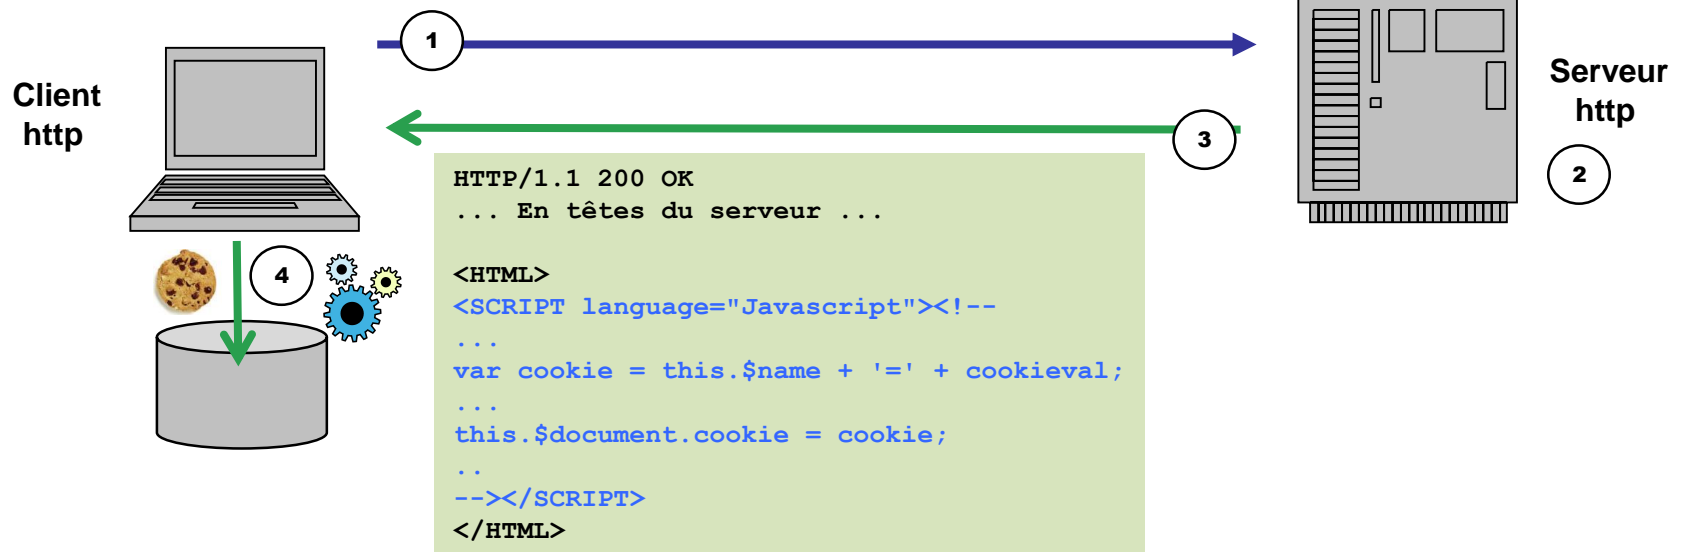 1
Client
http
Serveur
http
3
2
HTTP/1.1 200 OK
... En têtes du serveur ...
4
<HTML>
<SCRIPT language="Javascript"><!--
...
var cookie = this.$name + '=' + cookieval;
...
this.$document.cookie = cookie;
..
--></SCRIPT>
</HTML>